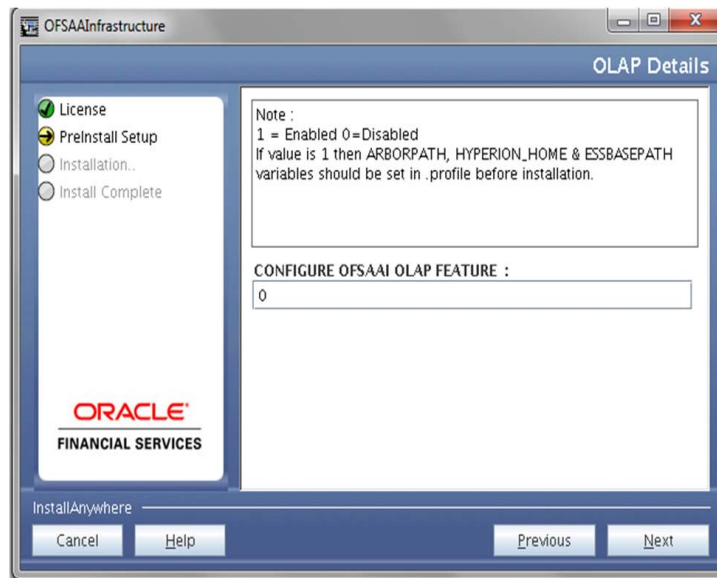 OFSAAInfrastructure
OLAP Details
License
PreInstall Setup
Installation..
Install Complete
Note :
1 = Enabled 0=Disabled
If value is 1 then ARBORPATH, HYPERION_HOME & ESSBASEPATH
variables should be set in .profile before installation.
CONFIGURE OFSAAI OLAP FEATURE :
0
ORACLE
FINANCIAL SERVICES
InstallAnywhere
Cancel
Help
Previous
Next